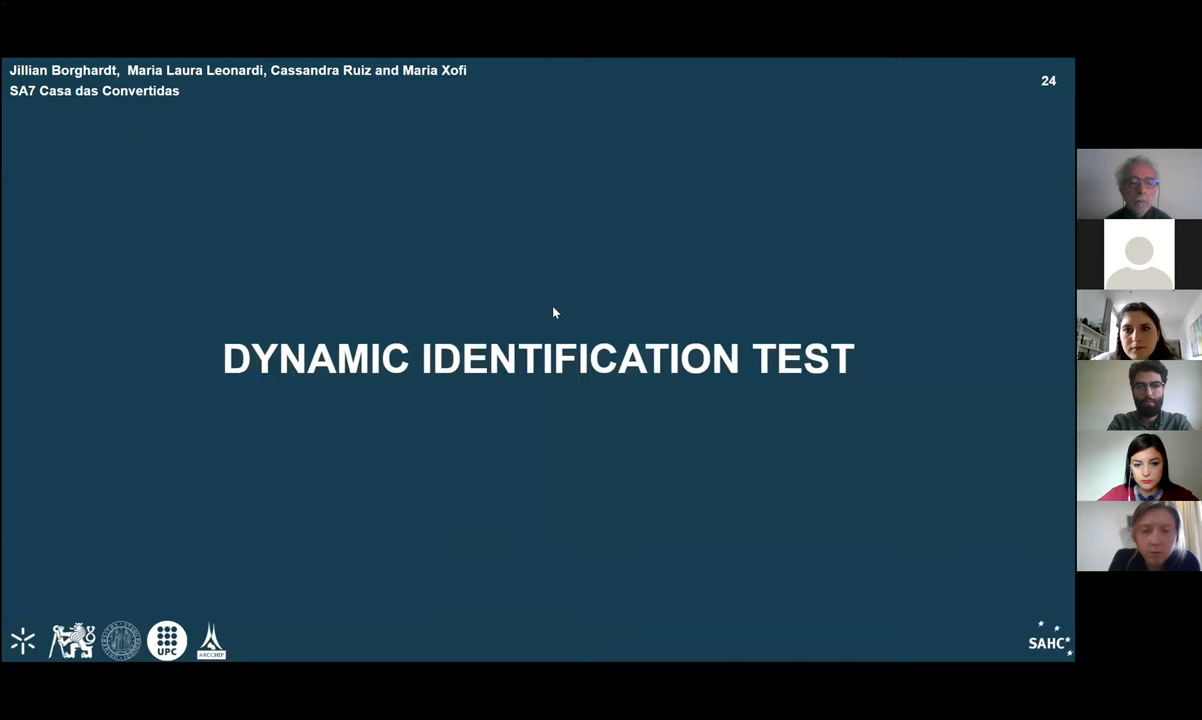 Jillian Borghardt, Maria Laura Leonardi, Cassandra Ruiz and Maria Xofi
SA7 Casa das Convertidas
24
DYNAMIC IDENTIFICATION TEST
UPC
ARCCHIP
SAHC